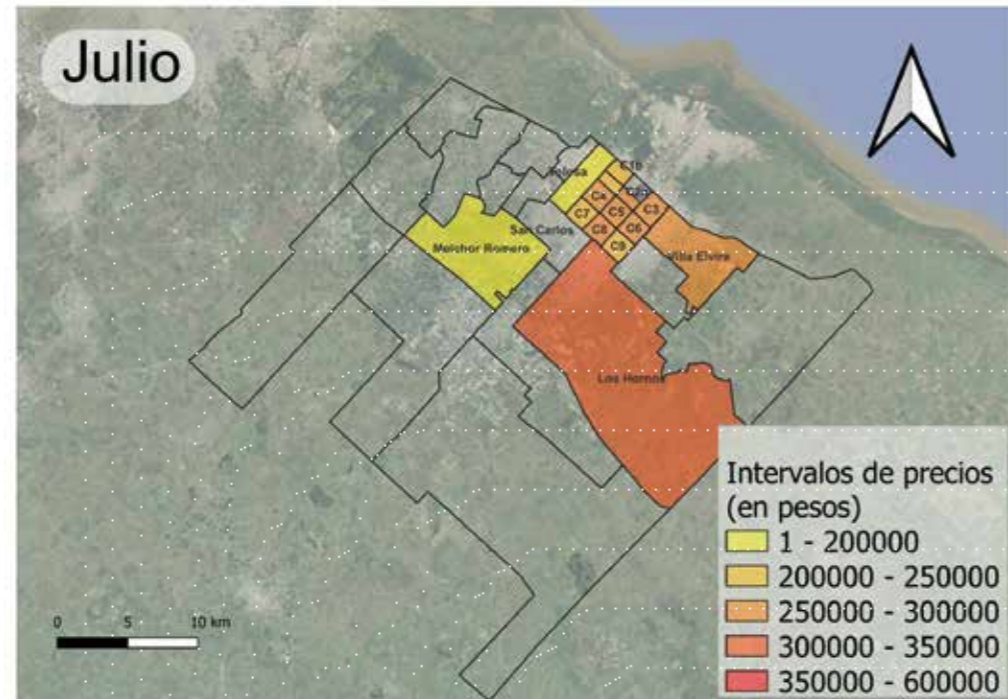 Julio
Tolosa
C1b
C4
C3
C7
C5
C8
C6
C9
San Carlos
Melchor Romero
Villa Elvira
Los Hornos
Intervalos de precios
(en pesos)
1 - 200000
200000 - 250000
250000 - 300000
300000 - 350000
350000 - 600000
0 5 10 km